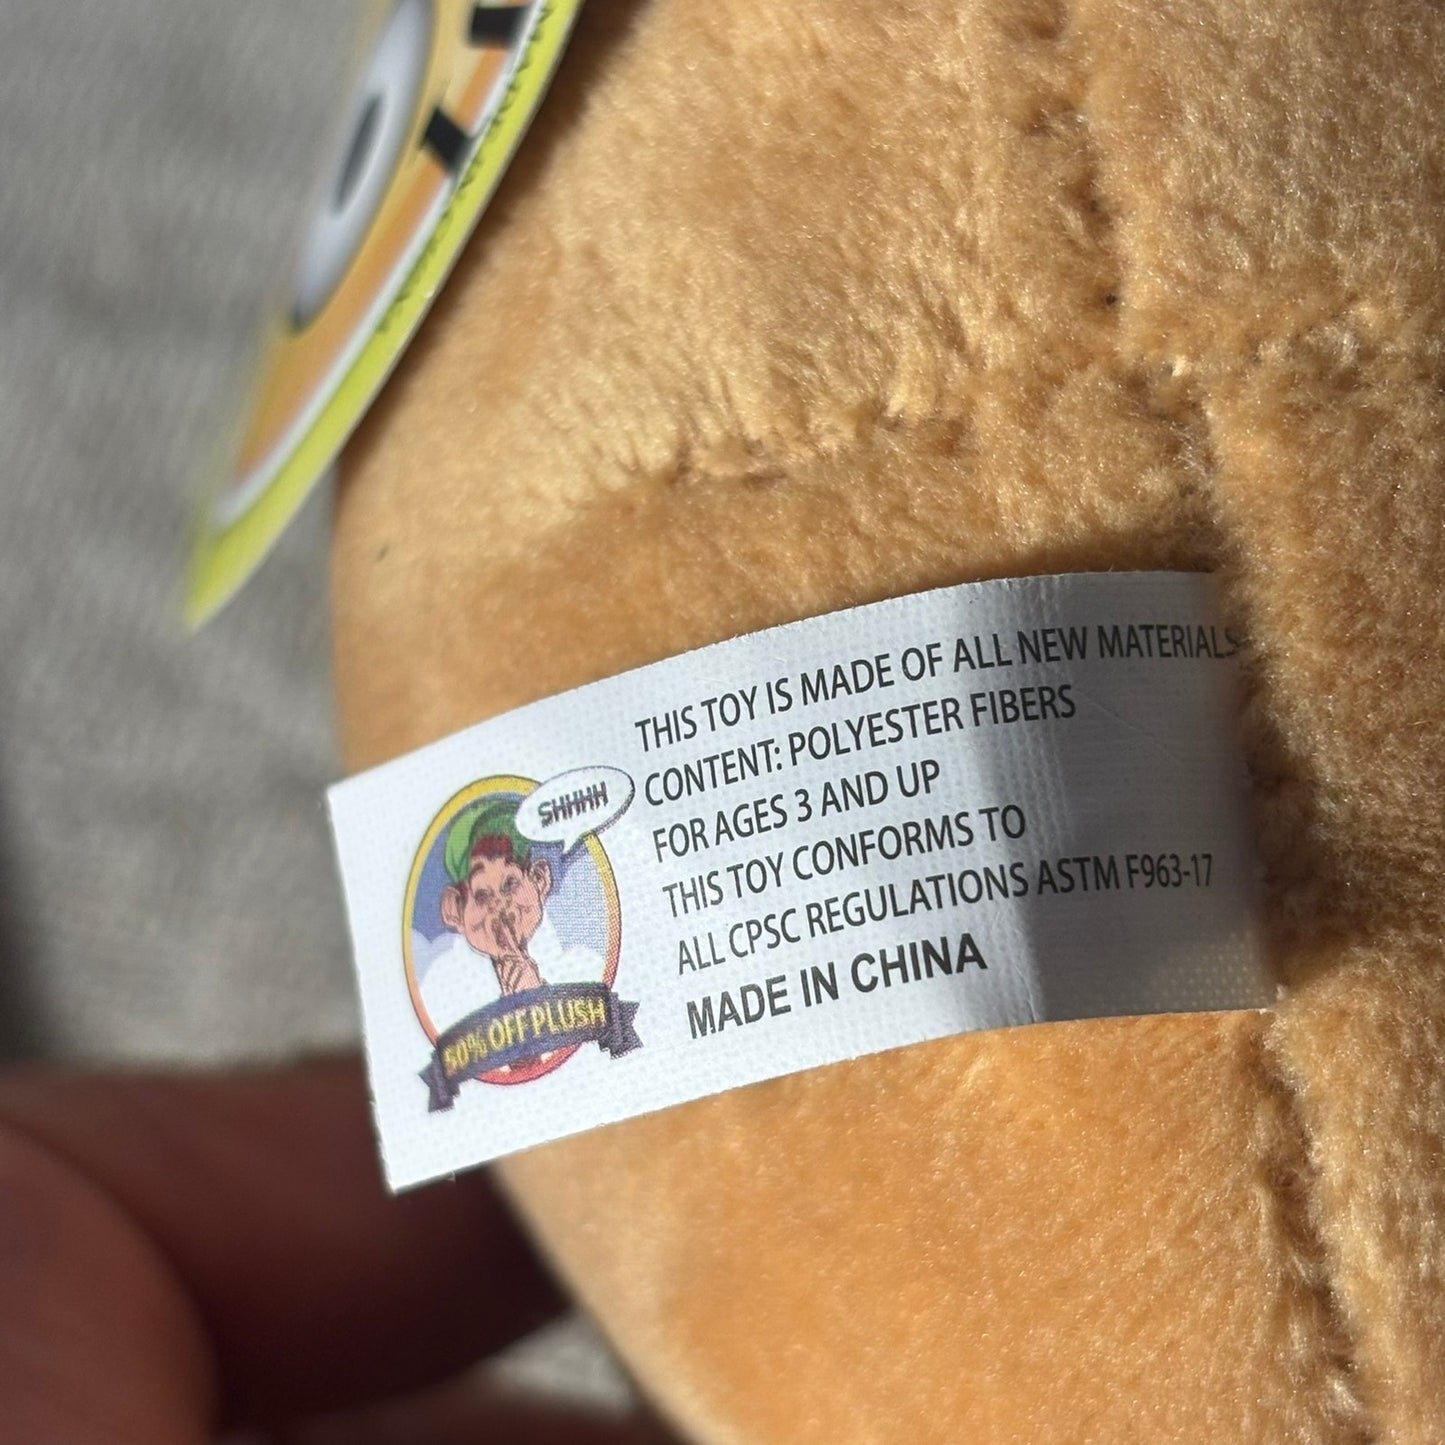 THIS TOY IS MADE OF ALL NEW MATERIALS
CONTENT: POLYESTER FIBERS
FOR AGES 3 AND UP
THIS TOY CONFORMS TO
ALL CPSC REGULATIONS ASTM F963-17
MADE IN CHINA
SHHHH
50% OFF PLUSH